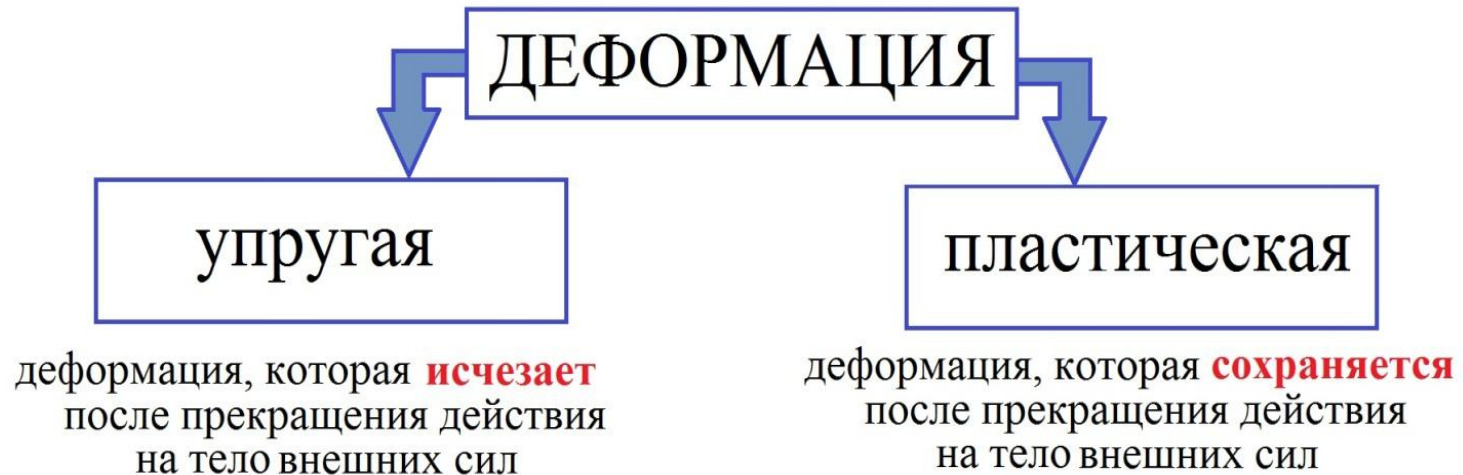 ДЕФОРМАЦИЯ
упругая
деформация, которая исчезает
после прекращения действия
на тело внешних сил
пластическая
деформация, которая сохраняется
после прекращения действия
на тело внешних сил